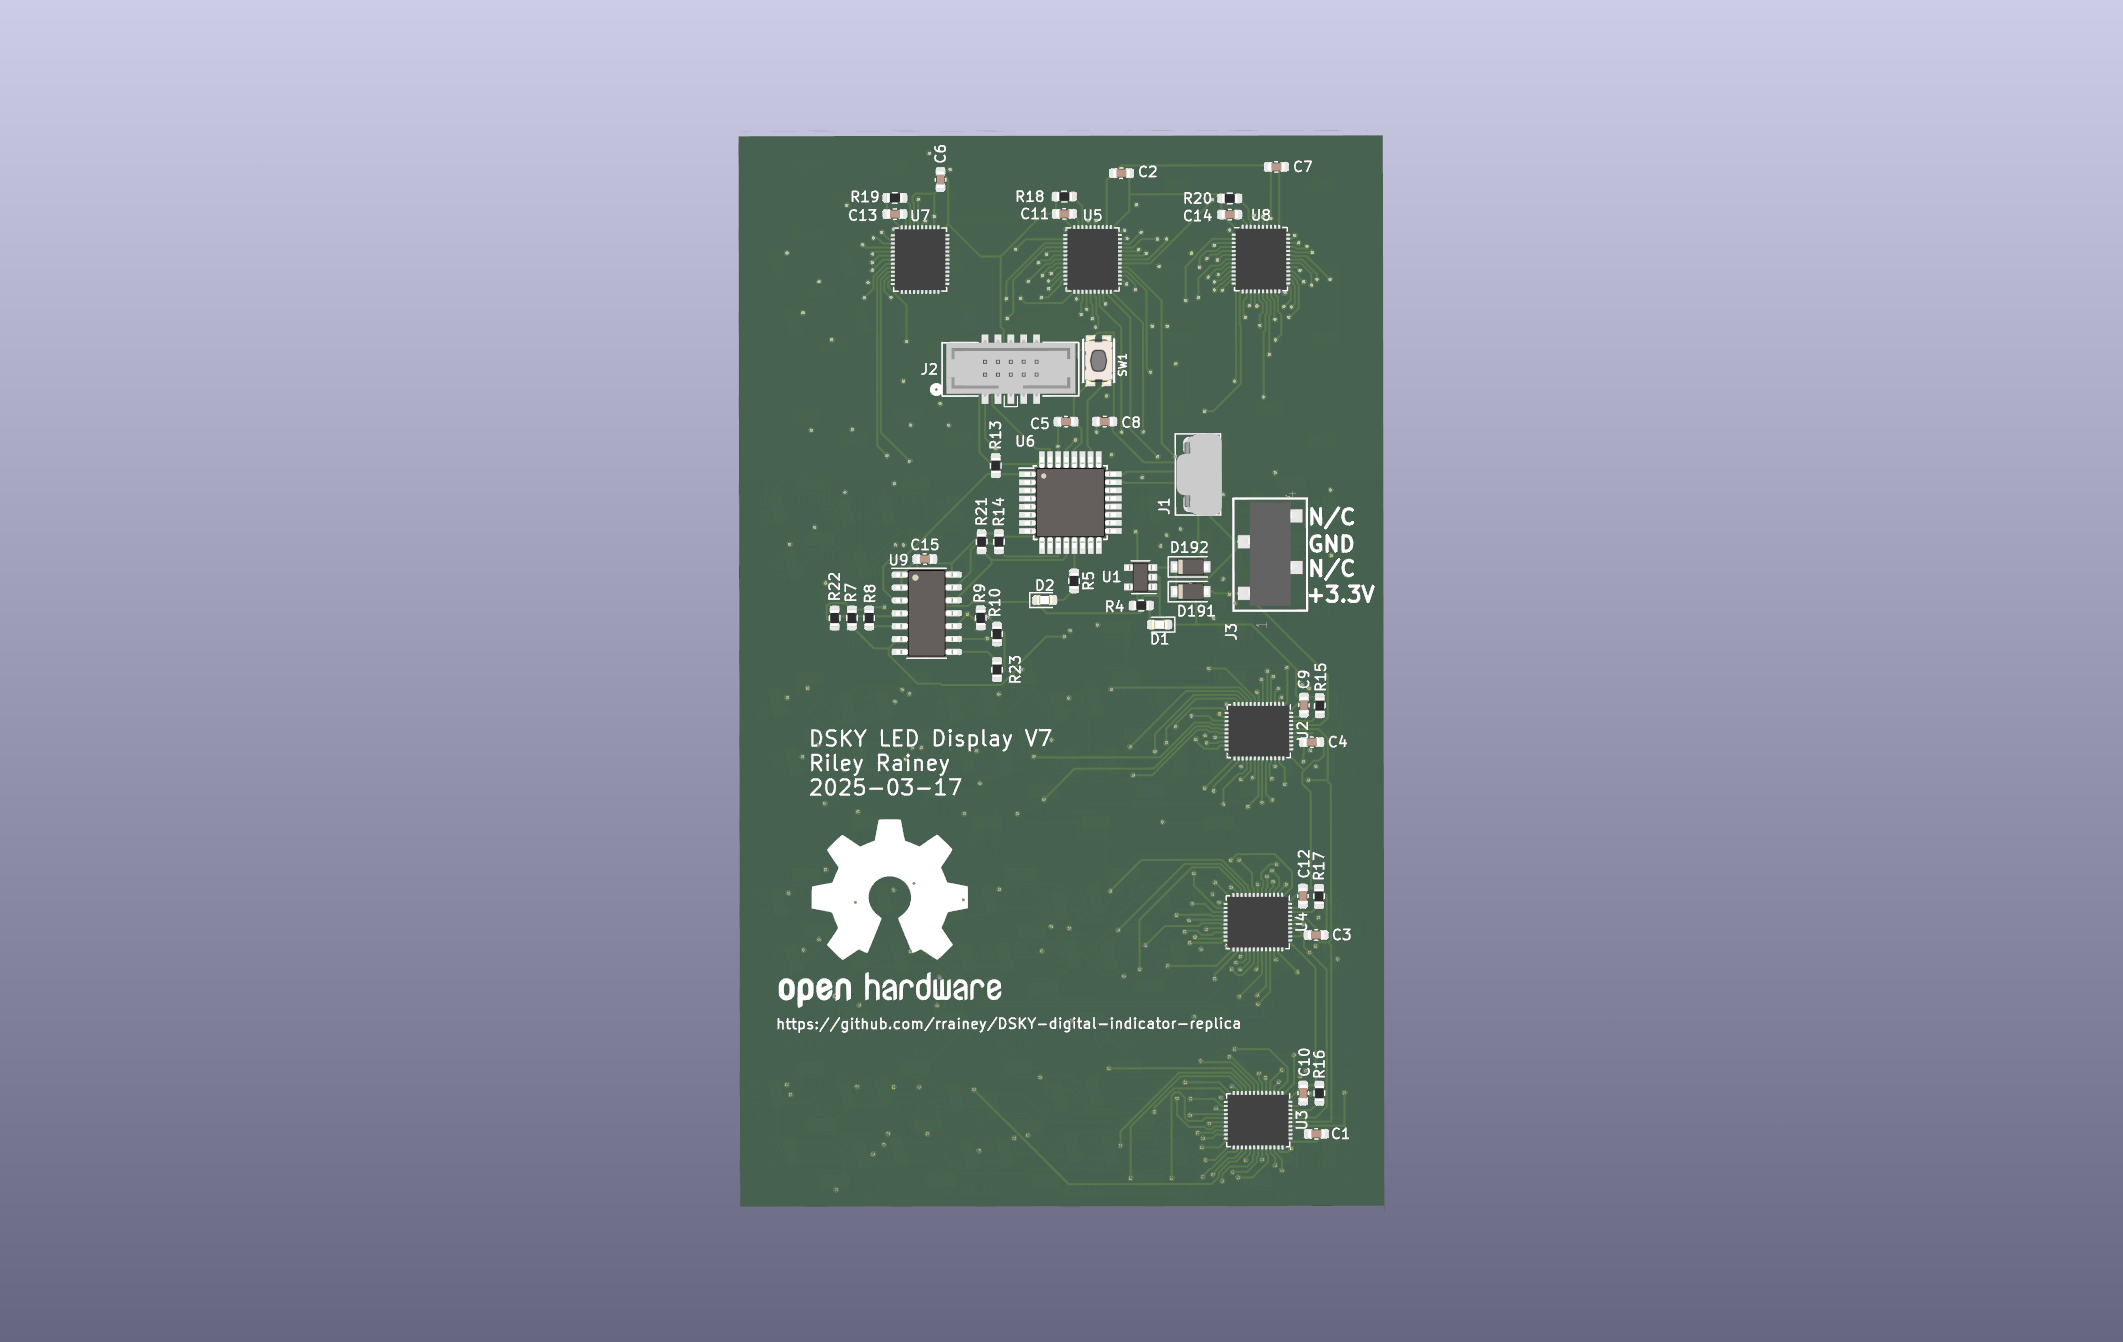 C6
C2
C7
R19
R18
R20
C13
U7
C11
U5
C14
U8
J2
SW1
C5
C8
R13
U6
J1
N/C
GND
N/C
+3.3V
R21
R14
C15
U9
D192
U1
D2
R5
R22
R7
R8
R9
R10
R4
D191
D1
J3
1
R23
C9
R15
U2
C4
DSKY LED Display V7
Riley Rainey
2025-03-17
C12
R17
U4
C3
open hardware
https://github.com/rrainey/DSKY-digital-indicator-replica
C10
R16
U3
C1